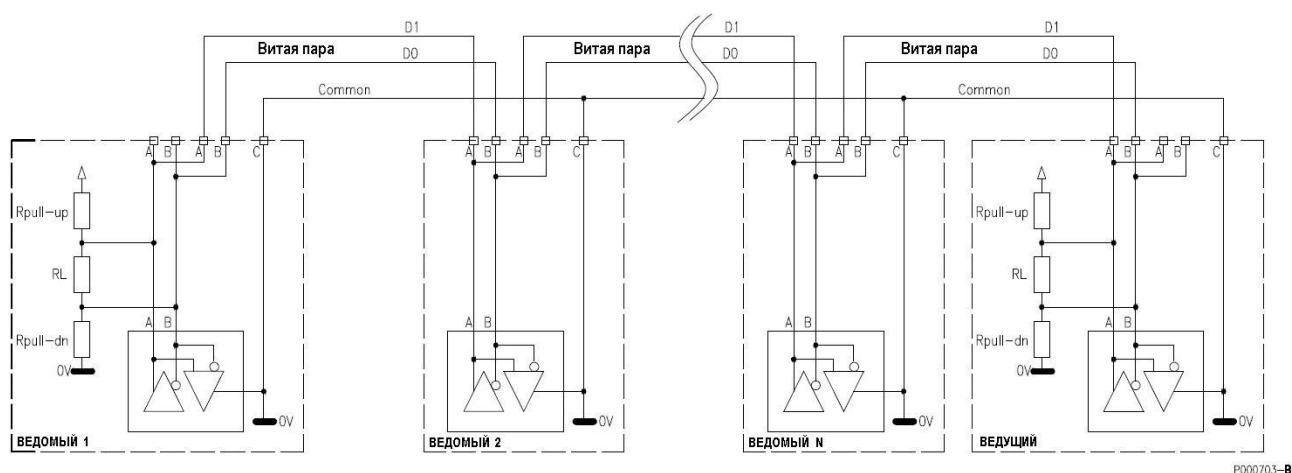 D1
D1
D1
Витая пара
Витая пара
Витая пара
D0
D0
D0
Common
Common
A B A B C
A B A B C
A B A B C
A B A B C
Rpull-up
RL
Rpull-dn
0V
A B
0V
ВЕДОМЫЙ 1
A B
0V
ВЕДОМЫЙ 2
A B
0V
ВЕДОМЫЙ N
Rpull-up
RL
Rpull-dn
0V
A B
0V
ВЕДУЩИЙ
P000703-B